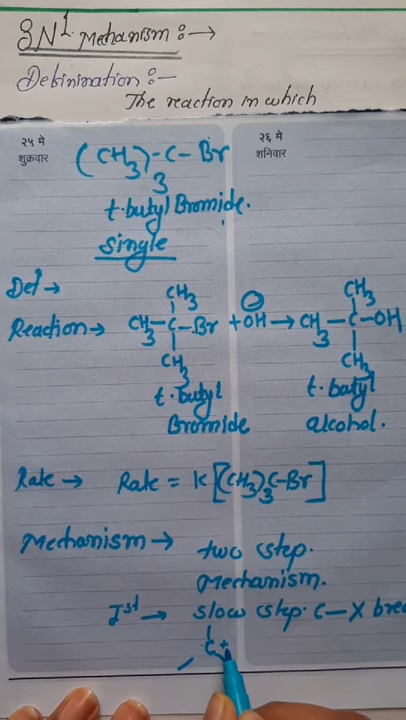 SN¹ Mechanism :→
Defination :-
The reaction in which
२५ मे
शुक्रवार
२६ मे
शनिवार
(CH₃)₃-C-Br
t.butyl Bromide.
Single
Def →
Reaction → CH₃-C-Br + OH⊖ → CH₃-C-OH
CH₃ CH₃
CH₃ CH₃
t.butyl t.butyl
Bromide alcohol.
Rate → Rate = K[(CH₃)₃C-Br]
Mechanism → two step.
Mechanism.
Ist → slow step. C-X brea
C+